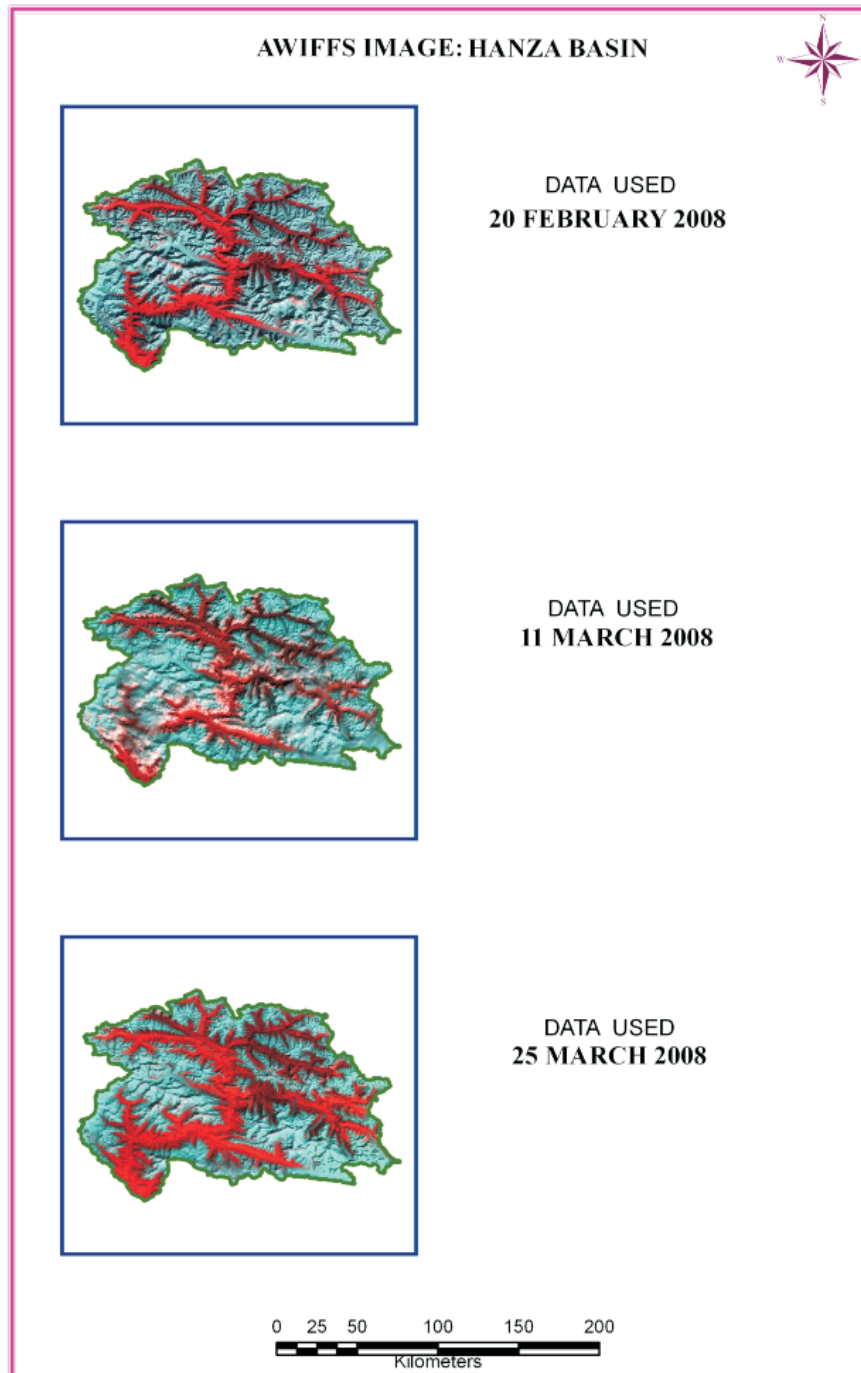 AWIFFS IMAGE: HANZA BASIN
N
W
S
DATA USED
20 FEBRUARY 2008
DATA USED
11 MARCH 2008
DATA USED
25 MARCH 2008
0 25 50 100 150 200
Kilometers